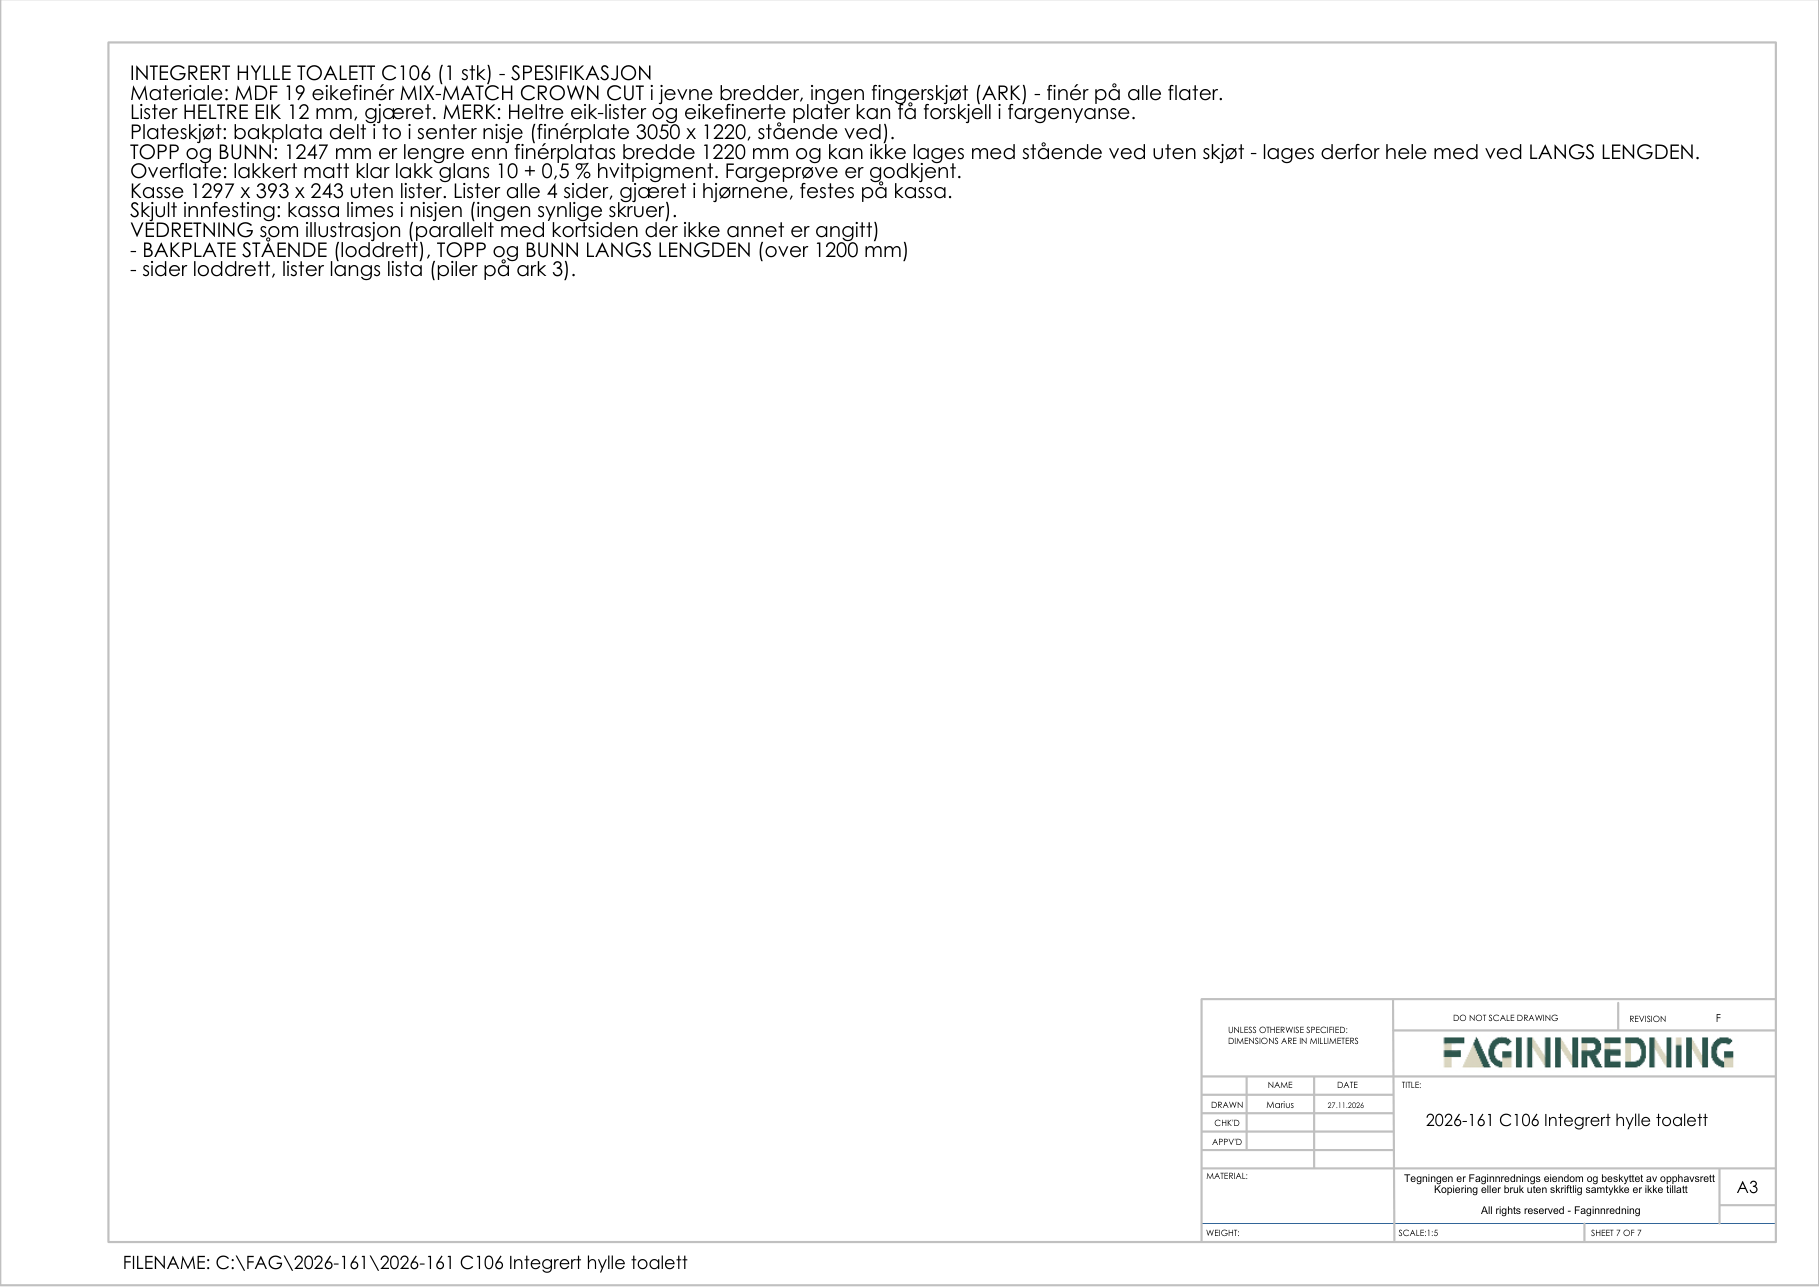 INTEGRERT HYLLE TOALETT C106 (1 stk) - SPESIFIKASJON
Materiale: MDF 19 eikefinér MIX-MATCH CROWN CUT i jevne bredder, ingen fingerskjøt (ARK) - finér på alle flater.
Lister HELTRE EIK 12 mm, gjæret. MERK: Heltre eik-lister og eikefinerte plater kan få forskjell i fargenyanse.
Plateskjøt: bakplata delt i to i senter nisje (finérplate 3050 x 1220, stående ved).
TOPP og BUNN: 1247 mm er lengre enn finérplatas bredde 1220 mm og kan ikke lages med stående ved uten skjøt - lages derfor hele med ved LANGS LENGDEN.
Overflate: lakkert matt klar lakk glans 10 + 0,5 % hvitpigment. Fargeprøve er godkjent.
Kasse 1297 x 393 x 243 uten lister. Lister alle 4 sider, gjæret i hjørnene, festes på kassa.
Skjult innfesting: kassa limes i nisjen (ingen synlige skruer).
VEDRETNING som illustrasjon (parallelt med kortsiden der ikke annet er angitt)
- BAKPLATE STÅENDE (loddrett), TOPP og BUNN LANGS LENGDEN (over 1200 mm)
- sider loddrett, lister langs lista (piler på ark 3).
UNLESS OTHERWISE SPECIFIED:
DIMENSIONS ARE IN MILLIMETERS
DO NOT SCALE DRAWING
REVISION F
FAGINNREDNING
NAME DATE
DRAWN Marius 27.11.2026
CHK'D
APPV'D
TITLE:
2026-161 C106 Integrert hylle toalett
MATERIAL:
Tegningen er Faginnrednings eiendom og beskyttet av opphavsrett
Kopiering eller bruk uten skriftlig samtykke er ikke tillatt
All rights reserved - Faginnredning
A3
WEIGHT:
SCALE:1:5
SHEET 7 OF 7
FILENAME: C:\FAG\2026-161\2026-161 C106 Integrert hylle toalett